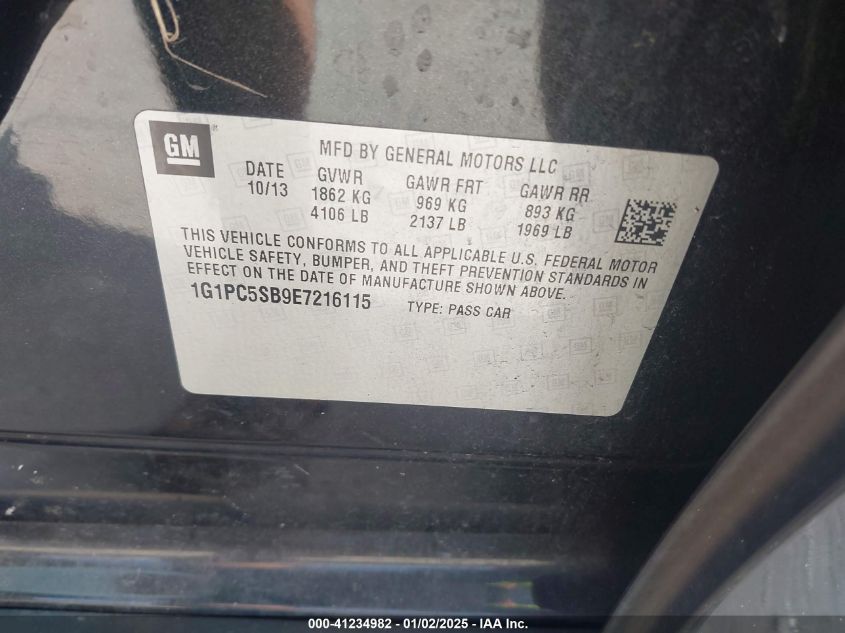 GM
MFD BY GENERAL MOTORS LLC
DATE GVWR GAWR FRT GAWR RR
10/13 1862 KG 969 KG 893 KG
4106 LB 2137 LB 1969 LB
THIS VEHICLE CONFORMS TO ALL APPLICABLE U.S. FEDERAL MOTOR
VEHICLE SAFETY, BUMPER, AND THEFT PREVENTION STANDARDS IN
EFFECT ON THE DATE OF MANUFACTURE SHOWN ABOVE.
1G1PC5SB9E7216115 TYPE: PASS CAR
000-41234982 - 01/02/2025 - © IAA Inc.